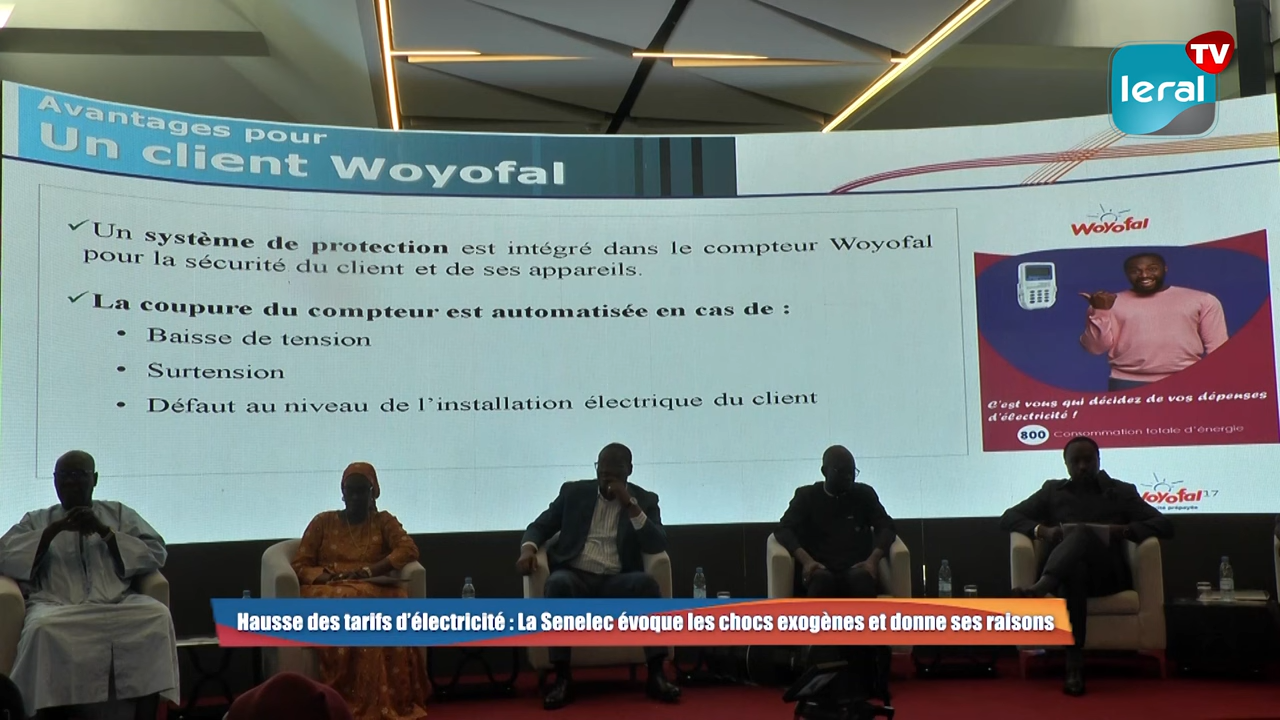 leral
TV
Avantages pour
Un client Woyofal
✓Un système de protection est intégré dans le compteur Woyofal
pour la sécurité du client et de ses appareils.
✓La coupure du compteur est automatisée en cas de :
• Baisse de tension
• Surtension
• Défaut au niveau de l'installation électrique du client
Woyofal
C'est vous qui décidez de vos dépenses
d'électricité !
800 Consommation totale d'énergie
Woyofal 17
prépayée
Hausse des tarifs d'électricité : La Senelec évoque les chocs exogènes et donne ses raisons